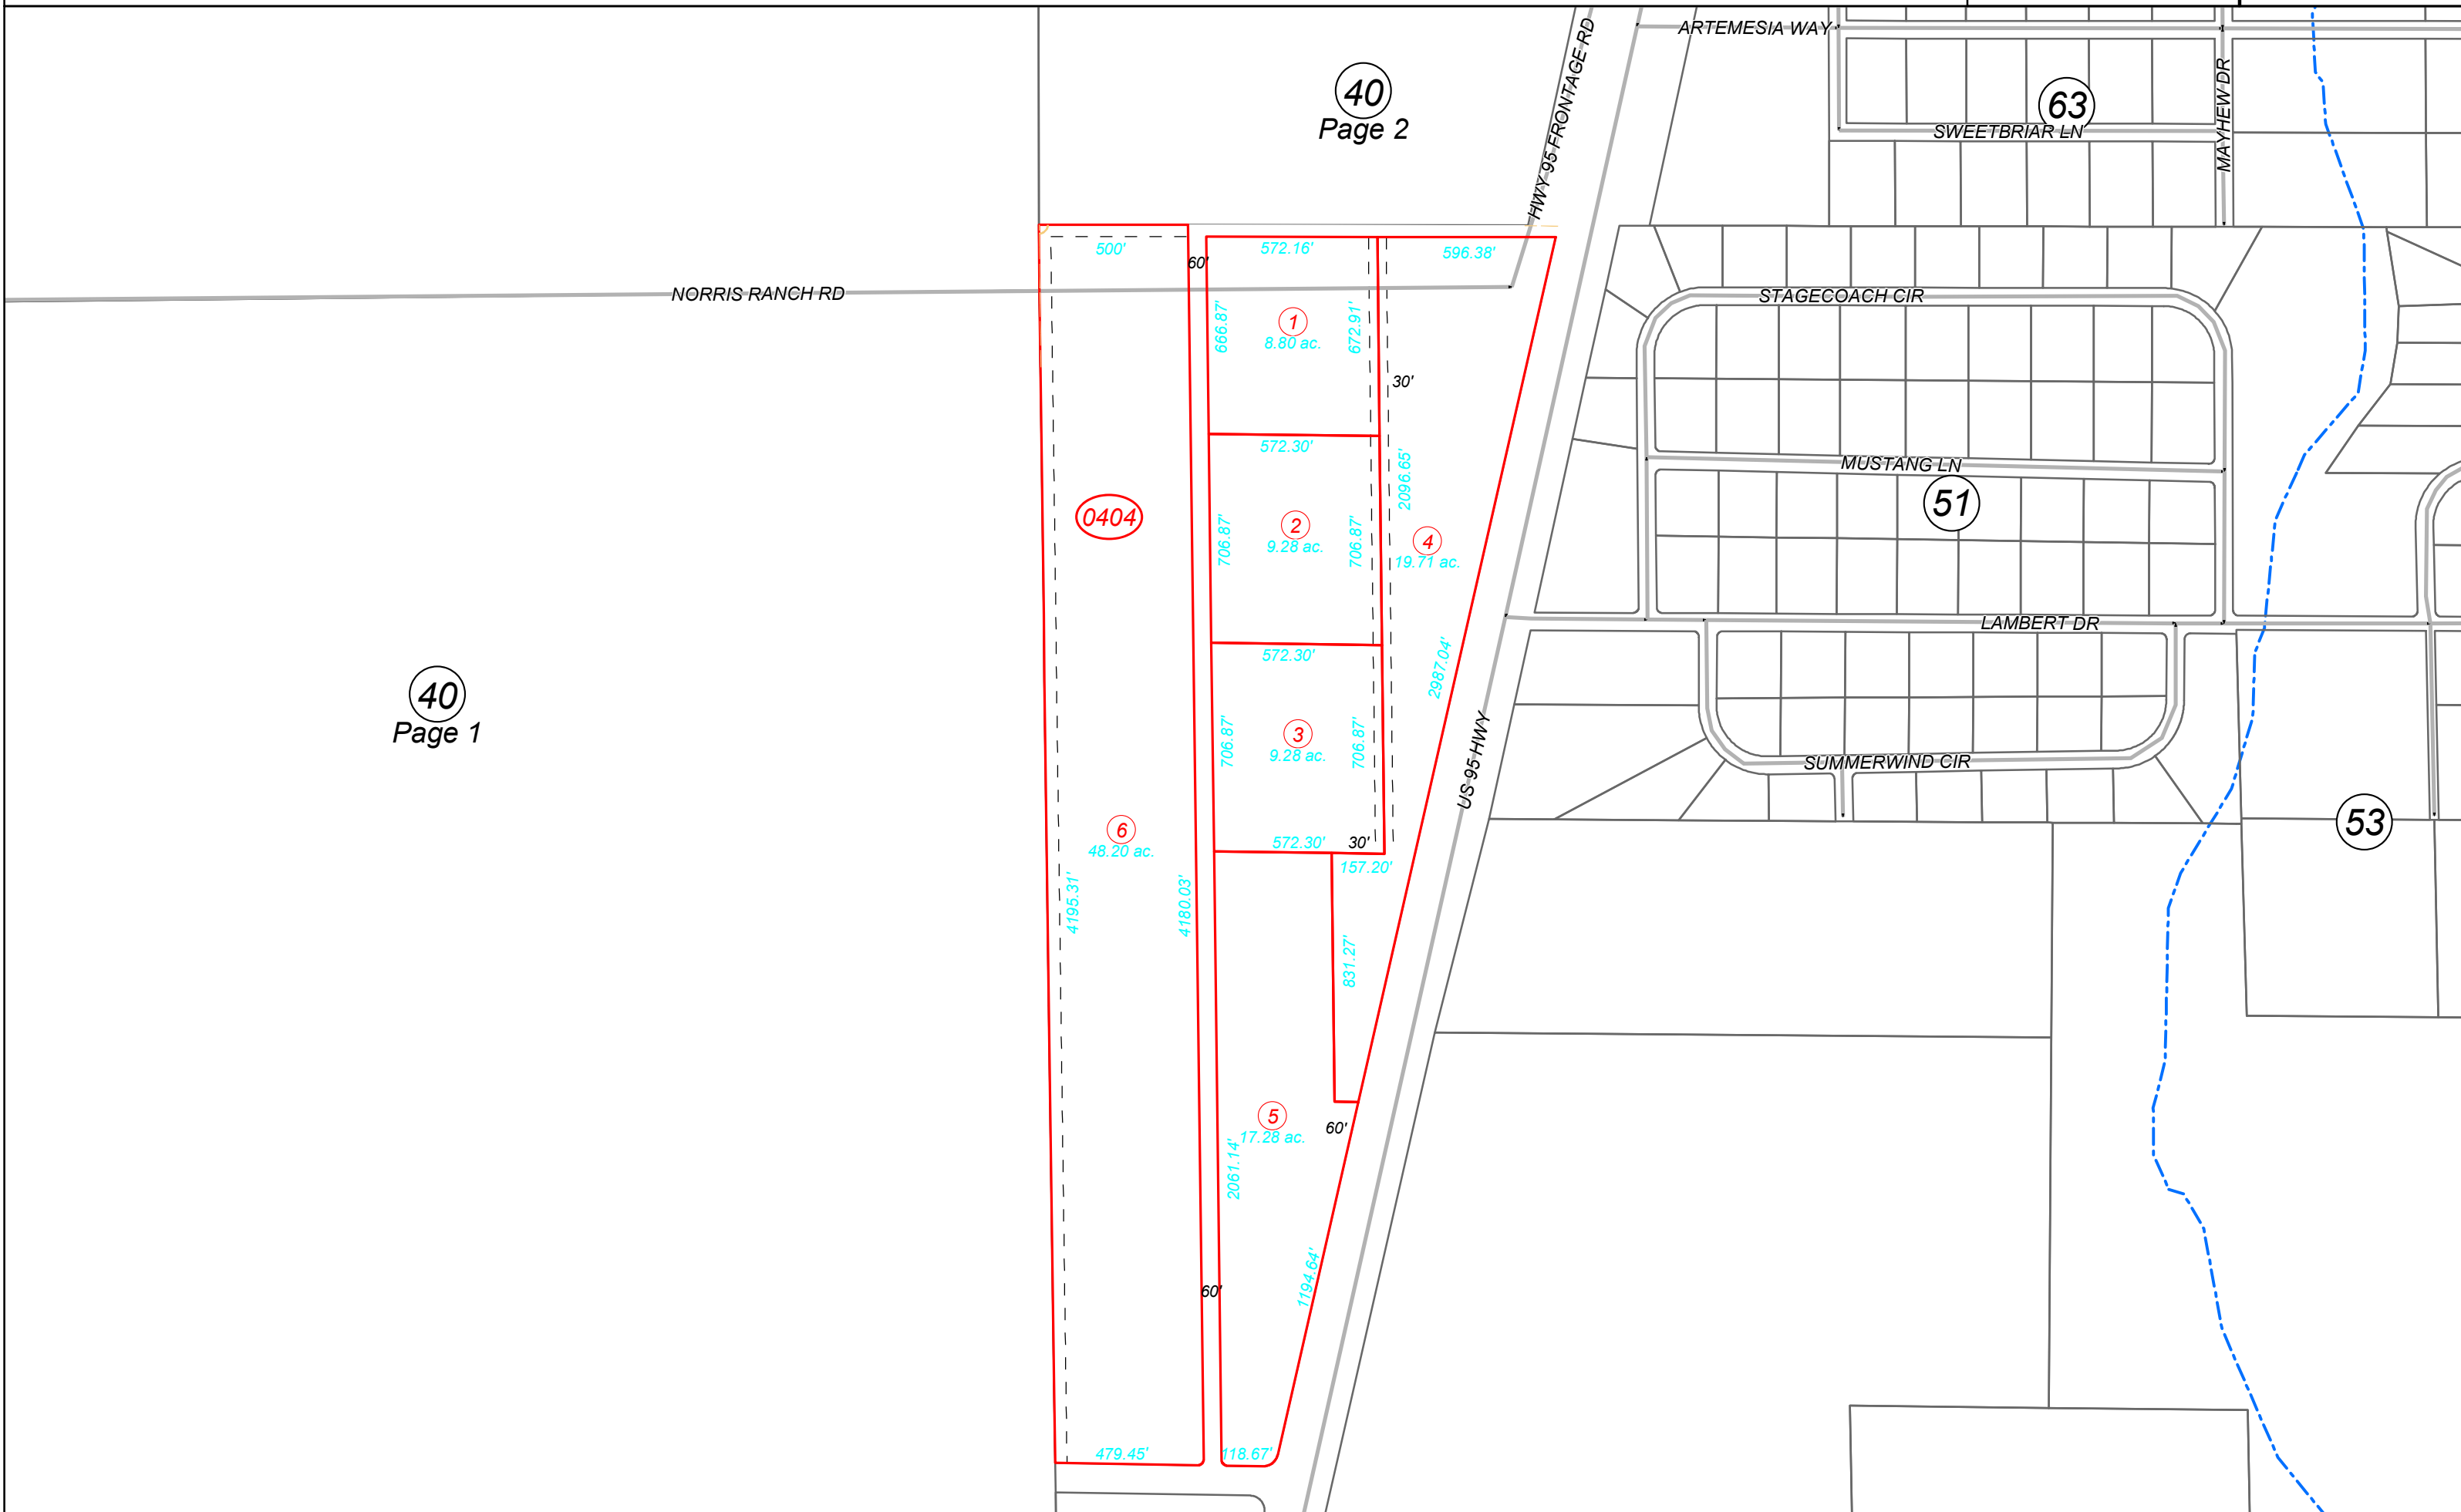 ARTEMESIA WAY
HWY 95 FRONTAGE RD
40
Page 2
63
MAYHEW DR
SWEETBRIAR LN
500'
60'
572.16'
596.38'
NORRIS RANCH RD
STAGECOACH CIR
666.87'
1
8.80 ac.
672.91'
30'
572.30'
2096.65'
MUSTANG LN
51
0404
706.87'
2
9.28 ac.
706.87'
4
19.71 ac.
LAMBERT DR
572.30'
2987.04'
40
Page 1
706.87'
3
9.28 ac.
706.87'
US 95 HWY
SUMMERWIND CIR
53
6
48.20 ac.
572.30'
30'
157.20'
4195.31'
4180.03'
831.27'
5
17.28 ac.
60'
2061.14'
1194.64'
60'
479.45'
118.67'